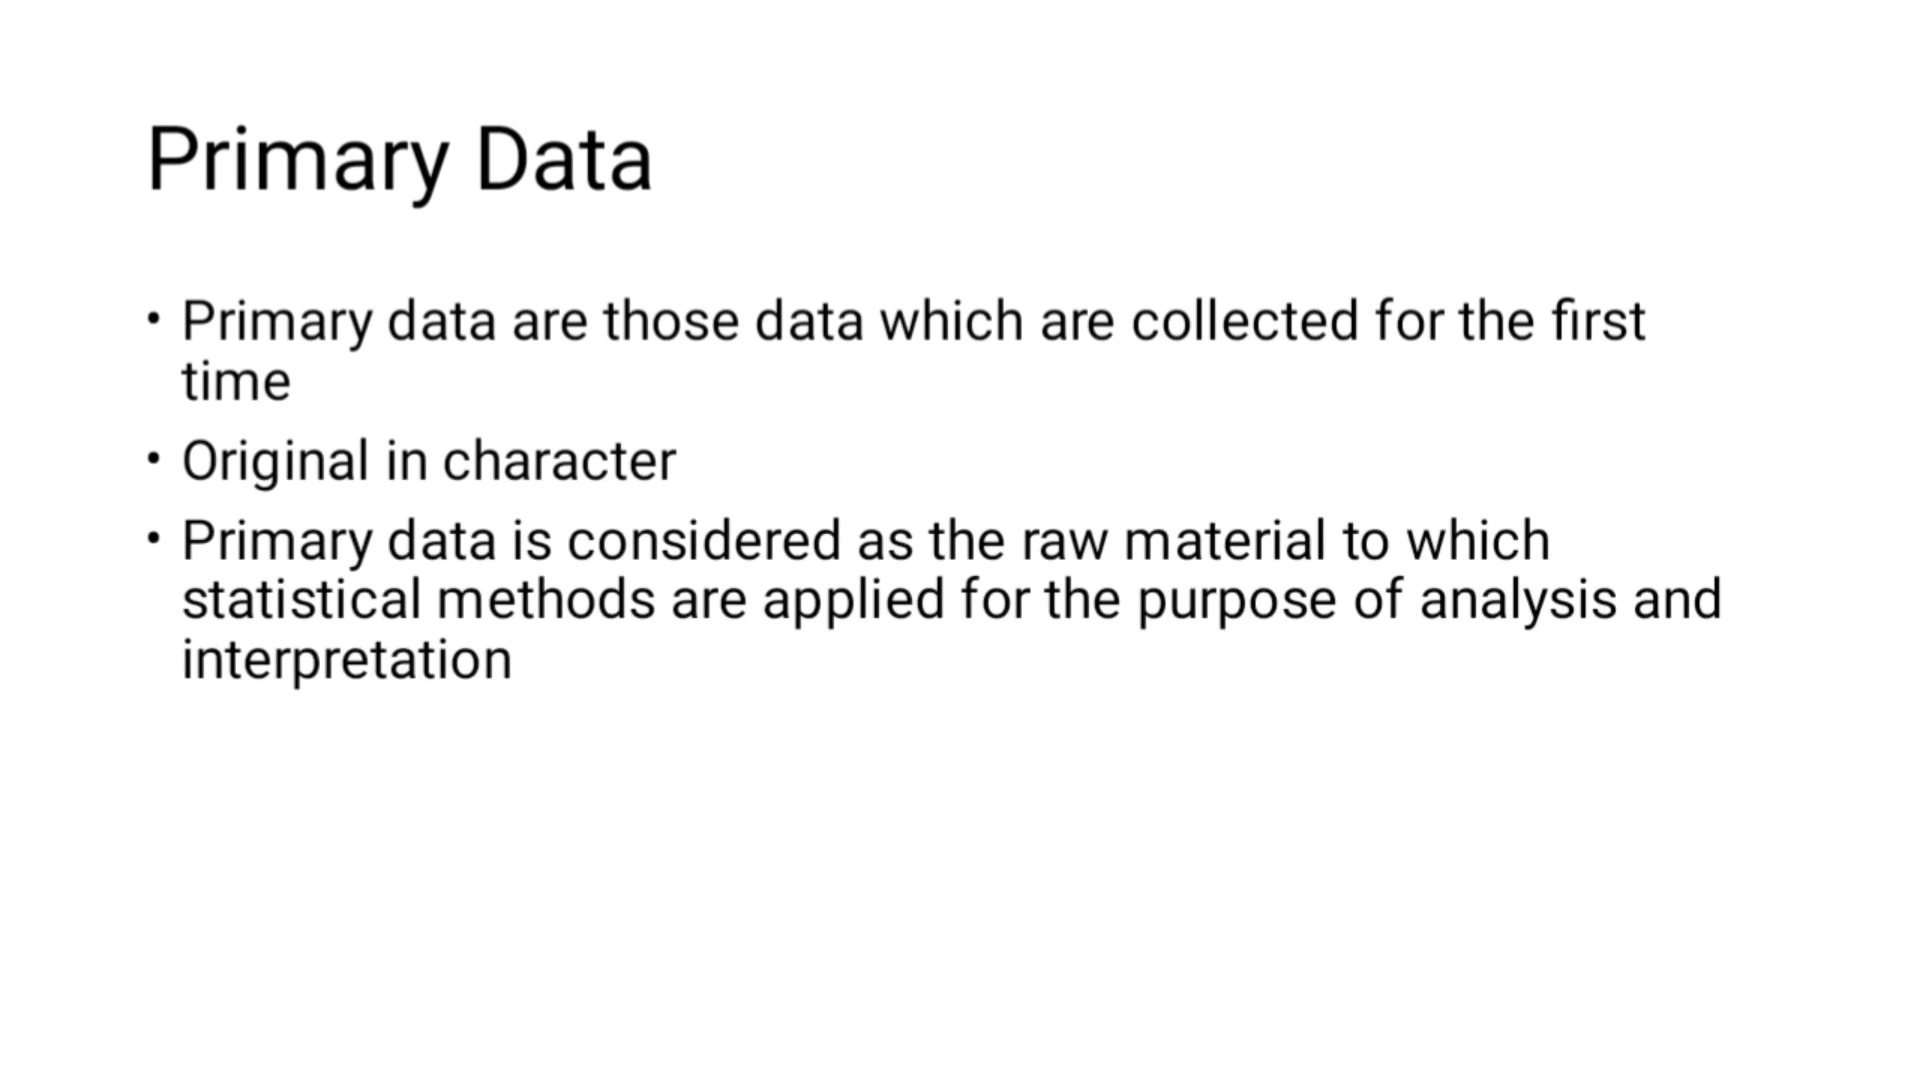 Primary Data
• Primary data are those data which are collected for the first
time
• Original in character
• Primary data is considered as the raw material to which
statistical methods are applied for the purpose of analysis and
interpretation